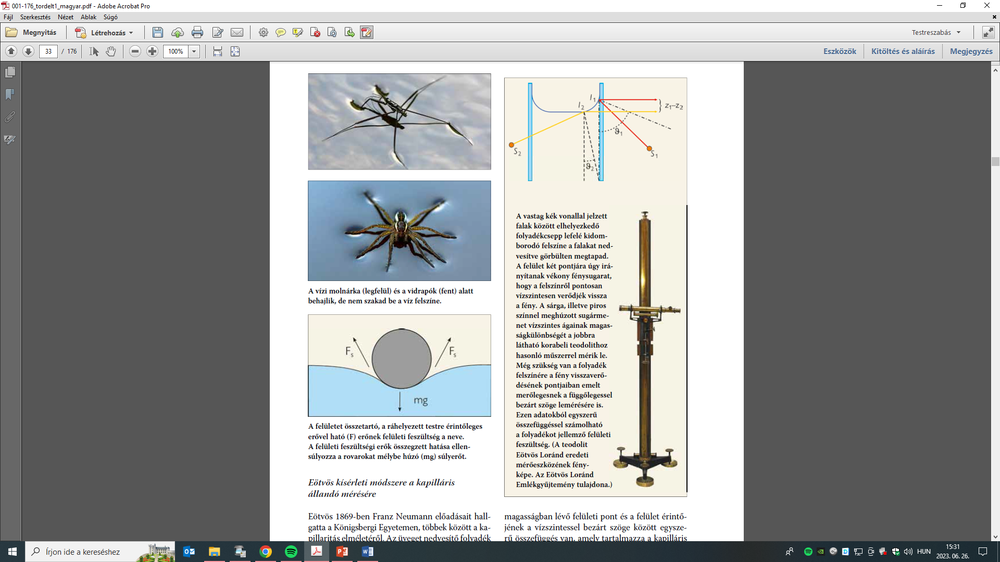 001-176_tordelt1_magyar.pdf - Adobe Acrobat Pro
Fájl Szerkesztés Nézet Ablak Súgó
Megnyitás Létrehozás Testreszabás
33 / 176 100% Eszközök Kitöltés és aláírás Megjegyzés
A vízi molnárka (legfelül) és a vidrapók (fent) alatt
behajlik, de nem szakad be a víz felszíne.
Fs Fs
mg
A felületet összetartó, a ráhelyezett testre érintőleges
erővel ható (F) erőnek felületi feszültség a neve.
A felületi feszültségi erők összegzett hatása ellen-
súlyozza a rovarokat mélybe húzó (mg) súlyerőt.
Eötvös kísérleti módszere a kapilláris
állandó mérésére
Eötvös 1869-ben Franz Neumann előadásait hall-
gatta a Königsbergi Egyetemen, többek között a ka-
pillaritás elméletéről. Az üveget nedvesítő folyadék
I1
I2
z1–z2
ϑ1
S2
S1
ϑ2
A vastag kék vonallal jelzett
falak között elhelyezkedő
folyadékcsepp lefelé kidom-
borodó felszíne a falakat ned-
vesítve görbülten megtapad.
A felület két pontjára úgy irá-
nyítanak vékony fénysugarat,
hogy a felszínről pontosan
vízszintesen verődjék vissza
a fény. A sárga, illetve piros
színnel meghúzott sugárme-
net vízszintes ágainak magas-
ságkülönbségét a jobbra
látható korabeli teodolithoz
hasonló műszerrel mérik le.
Még szükség van a folyadék
felszínére a fény visszaverő-
désének pontjaiban emelt
merőlegesnek a függőlegessel
bezárt szöge lemérésére is.
Ezen adatokból egyszerű
összefüggéssel számolható
a folyadékot jellemző felületi
feszültség. (A teodolit
Eötvös Loránd eredeti
mérőeszközének fény-
képe. Az Eötvös Loránd
Emlékgyűjtemény tulajdona.)
magasságban lévő felületi pont és a felület érintő-
jének a vízszintessel bezárt szöge között egysze-
rű összefüggés van, amely tartalmazza a kapilláris
Írjon ide a kereséshez
HUN
15:31
2023. 06. 26.